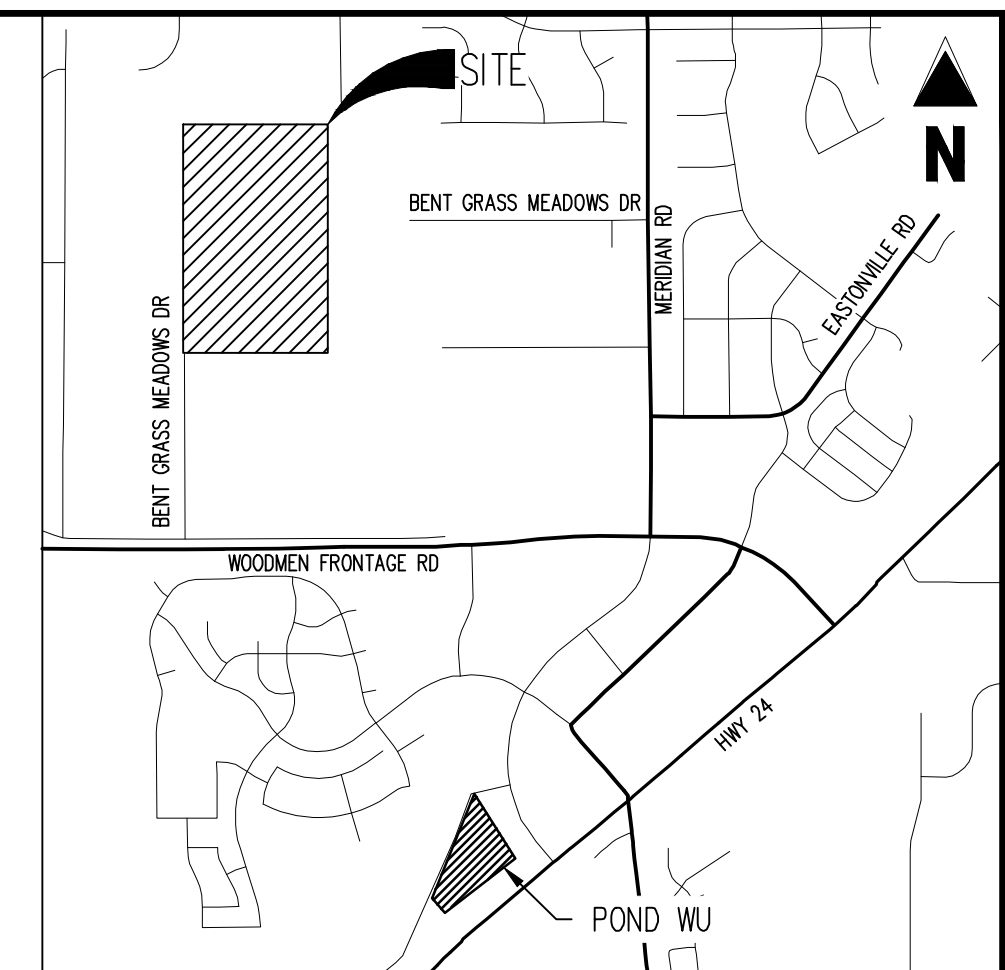 SITE
N
BENT GRASS MEADOWS DR
MERIDIAN RD
EASTONVILLE RD
BENT GRASS MEADOWS DR
WOODMEN FRONTAGE RD
HWY 24
POND WU